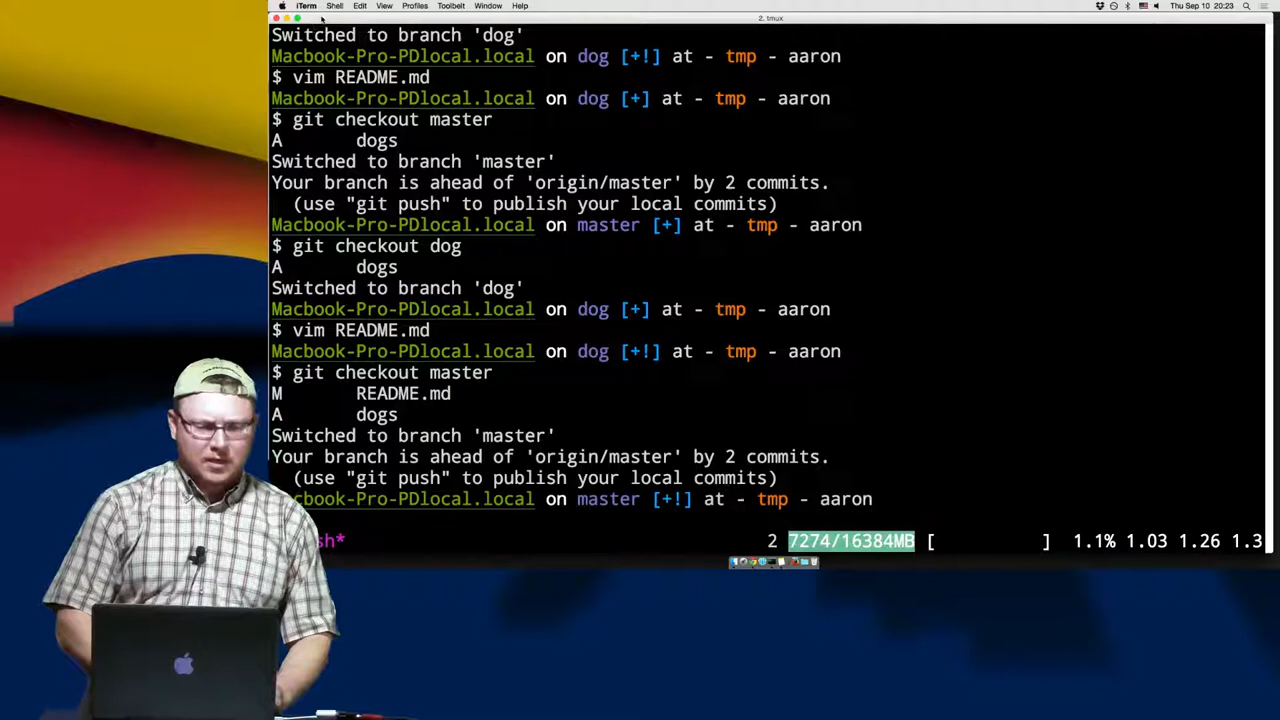 iTerm Shell Edit View Profiles Toolbelt Window Help Thu Sep 10 20:23
2. tmux
Switched to branch 'dog'
Macbook-Pro-PDlocal.local on dog [+!] at - tmp - aaron
$ vim README.md
Macbook-Pro-PDlocal.local on dog [+] at - tmp - aaron
$ git checkout master
A dogs
Switched to branch 'master'
Your branch is ahead of 'origin/master' by 2 commits.
(use "git push" to publish your local commits)
Macbook-Pro-PDlocal.local on master [+] at - tmp - aaron
$ git checkout dog
A dogs
Switched to branch 'dog'
Macbook-Pro-PDlocal.local on dog [+] at - tmp - aaron
$ vim README.md
Macbook-Pro-PDlocal.local on dog [+!] at - tmp - aaron
$ git checkout master
M README.md
A dogs
Switched to branch 'master'
Your branch is ahead of 'origin/master' by 2 commits.
(use "git push" to publish your local commits)
cbook-Pro-PDlocal.local on master [+!] at - tmp - aaron
sh* 2 7274/16384MB [ ] 1.1% 1.03 1.26 1.3